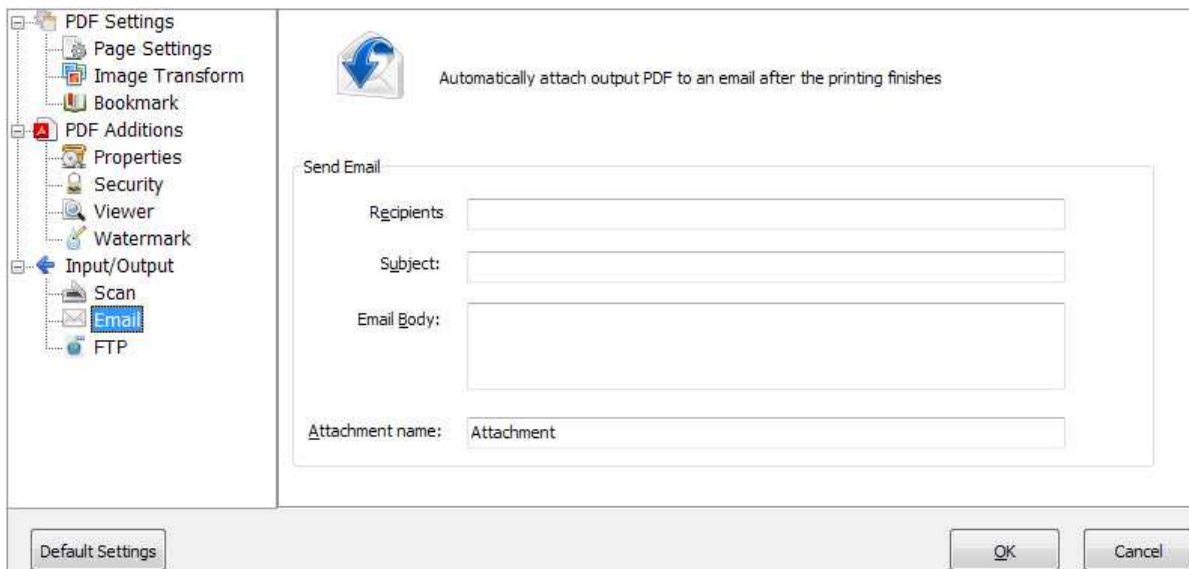 PDF Settings
Page Settings
Image Transform
Bookmark
PDF Additions
Properties
Security
Viewer
Watermark
Input/Output
Scan
Email
FTP
Automatically attach output PDF to an email after the printing finishes
Send Email
Recipients
Subject:
Email Body:
Attachment name: Attachment
Default Settings
OK
Cancel